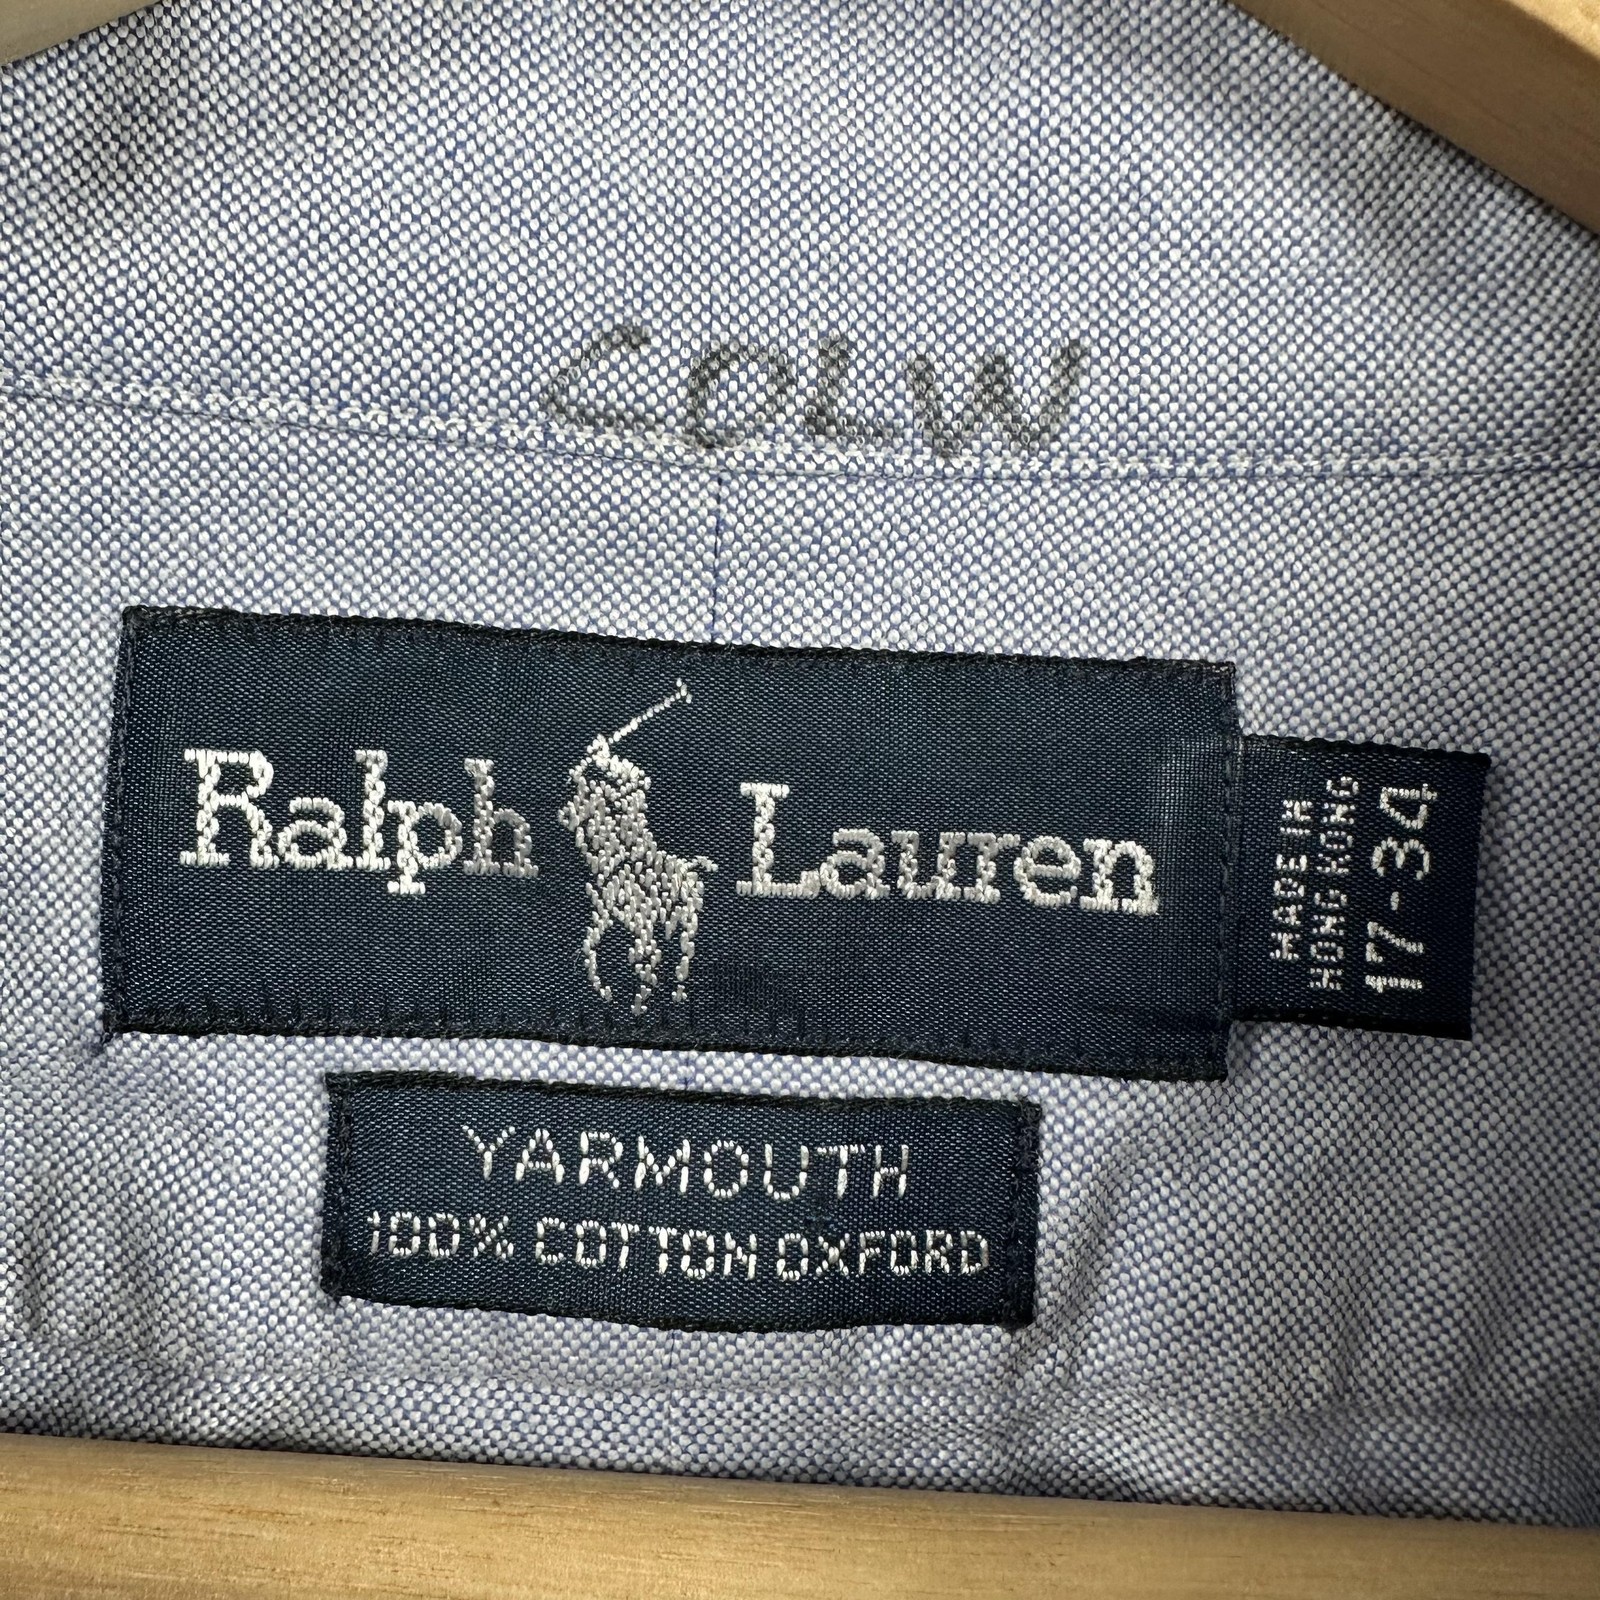 COLW
Ralph Lauren
MADE IN
HONG KONG
17-34
YARMOUTH
100% COTTON OXFORD